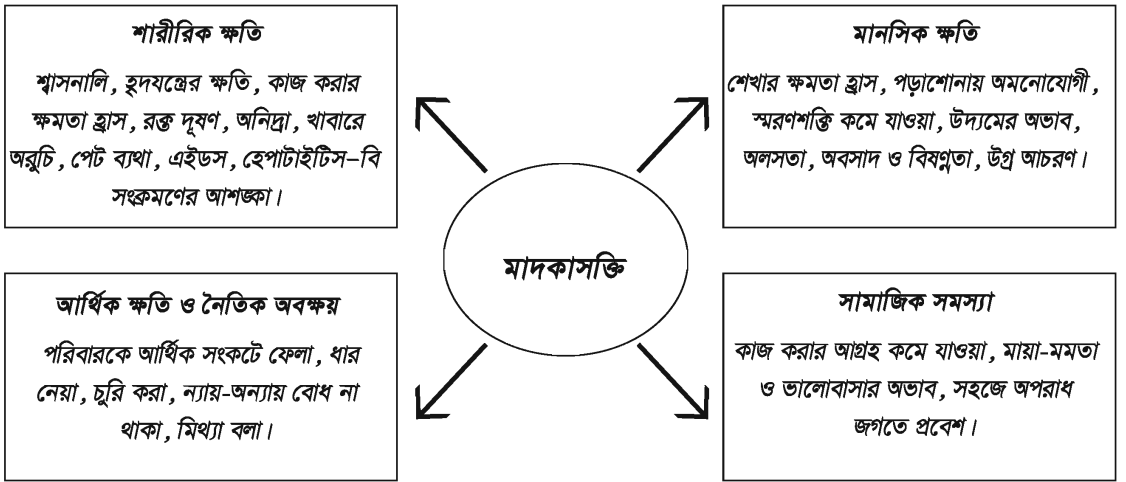 শারীরিক ক্ষতি
শ্বাসনালি, হৃদযন্ত্রের ক্ষতি, কাজ করার
ক্ষমতা হ্রাস, রক্ত দূষণ, অনিদ্রা, খাবারে
অরুচি, পেট ব্যথা, এইডস, হেপাটাইটিস–বি
সংক্রমণের আশঙ্কা।
মানসিক ক্ষতি
শেখার ক্ষমতা হ্রাস, পড়াশোনায় অমনোযোগী,
স্মরণশক্তি কমে যাওয়া, উদ্যমের অভাব,
অলসতা, অবসাদ ও বিষণ্নতা, উগ্র আচরণ।
মাদকাসক্তি
আর্থিক ক্ষতি ও নৈতিক অবক্ষয়
পরিবারকে আর্থিক সংকটে ফেলা, ধার
নেয়া, চুরি করা, ন্যায়-অন্যায় বোধ না
থাকা, মিথ্যা বলা।
সামাজিক সমস্যা
কাজ করার আগ্রহ কমে যাওয়া, মায়া-মমতা
ও ভালোবাসার অভাব, সহজে অপরাধ
জগতে প্রবেশ।